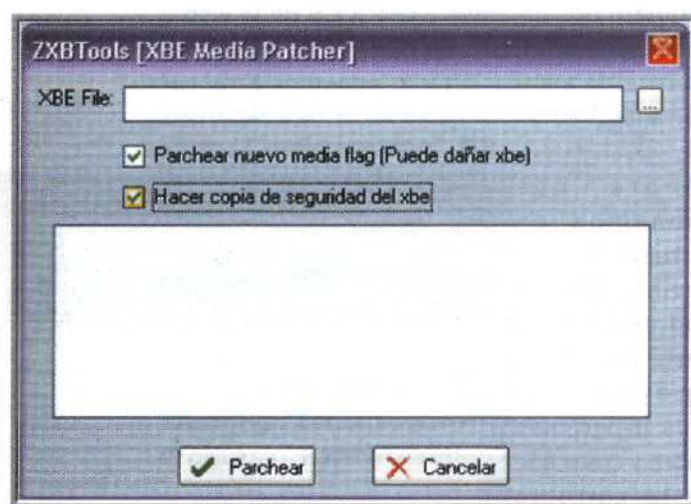 ZXBTools [XBE Media Patcher]
XBE File:
...
Parchear nuevo media flag (Puede dañar xbe)
Hacer copia de seguridad del xbe
Parchear
Cancelar